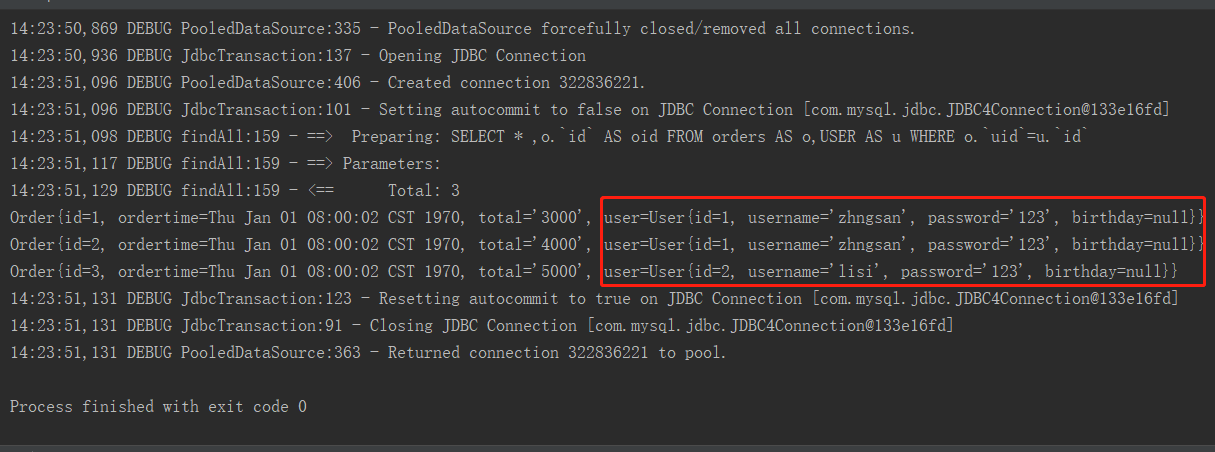 14:23:50,869 DEBUG PooledDataSource:335 - PooledDataSource forcefully closed/removed all connections.
14:23:50,936 DEBUG JdbcTransaction:137 - Opening JDBC Connection
14:23:51,096 DEBUG PooledDataSource:406 - Created connection 322836221.
14:23:51,096 DEBUG JdbcTransaction:101 - Setting autocommit to false on JDBC Connection [com.mysql.jdbc.JDBC4Connection@133e16fd]
14:23:51,098 DEBUG findAll:159 - ==>  Preparing: SELECT * ,o.`id` AS oid FROM orders AS o,USER AS u WHERE o.`uid`=u.`id`
14:23:51,117 DEBUG findAll:159 - ==> Parameters:
14:23:51,129 DEBUG findAll:159 - <==      Total: 3
Order{id=1, ordertime=Thu Jan 01 08:00:02 CST 1970, total='3000', user=User{id=1, username='zhngsan', password='123', birthday=null}}
Order{id=2, ordertime=Thu Jan 01 08:00:02 CST 1970, total='4000', user=User{id=1, username='zhngsan', password='123', birthday=null}}
Order{id=3, ordertime=Thu Jan 01 08:00:02 CST 1970, total='5000', user=User{id=2, username='lisi', password='123', birthday=null}}
14:23:51,131 DEBUG JdbcTransaction:123 - Resetting autocommit to true on JDBC Connection [com.mysql.jdbc.JDBC4Connection@133e16fd]
14:23:51,131 DEBUG JdbcTransaction:91 - Closing JDBC Connection [com.mysql.jdbc.JDBC4Connection@133e16fd]
14:23:51,131 DEBUG PooledDataSource:363 - Returned connection 322836221 to pool.
Process finished with exit code 0